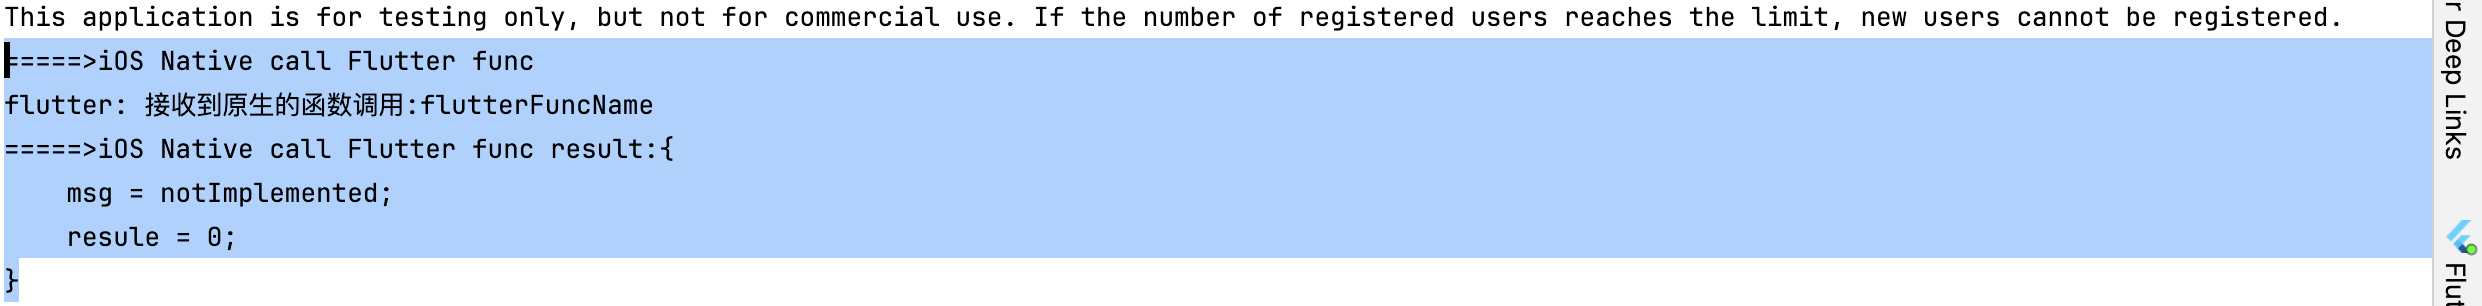 This application is for testing only, but not for commercial use. If the number of registered users reaches the limit, new users cannot be registered.
=====>iOS Native call Flutter func
flutter: 接收到原生的函数调用:flutterFuncName
=====>iOS Native call Flutter func result:{
    msg = notImplemented;
    resule = 0;
}
r Deep Links
Flut